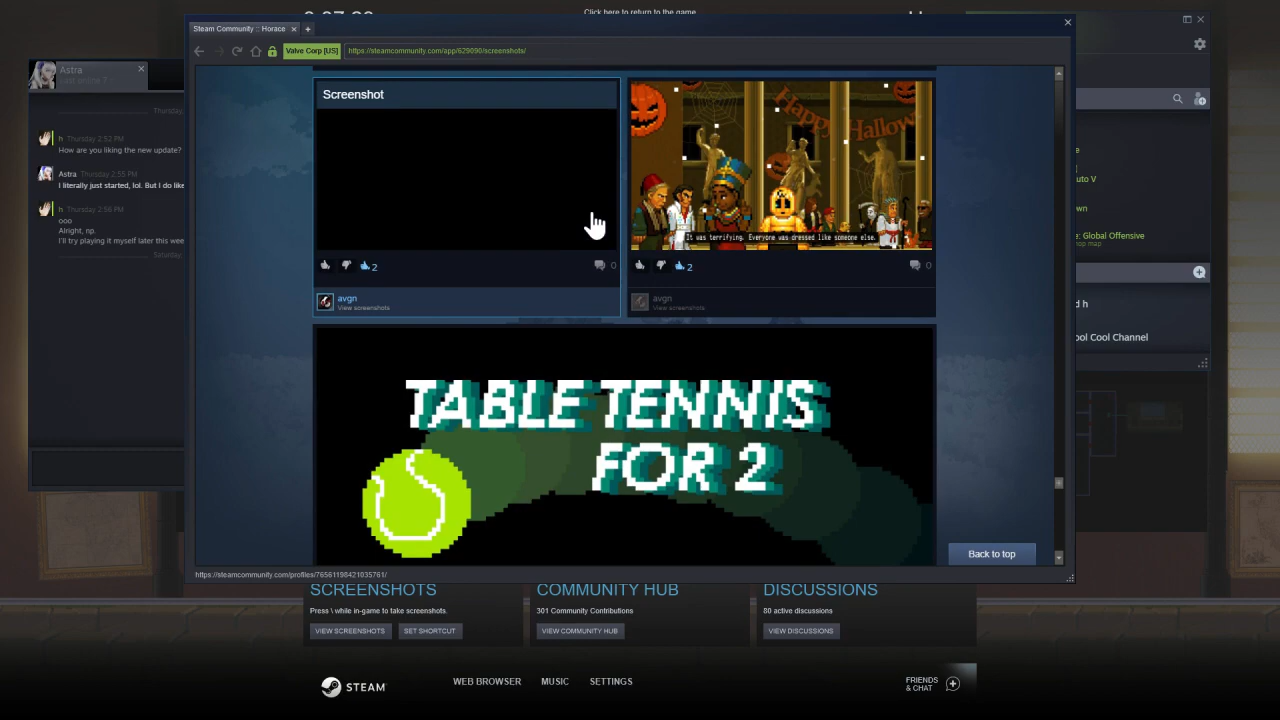 Click here to return to the game
Steam Community :: Horace
Valve Corp [US]
https://steamcommunity.com/app/629090/screenshots/
Astra
Last online 7
Thursday
h Thursday 2:52 PM
How are you liking the new update?
Astra Thursday 2:55 PM
I literally just started, lol. But I do like
h Thursday 2:56 PM
ooo
Alright, np.
I'll try playing it myself later this wee
Saturday
Screenshot
Happy Hallow
It was terrifying. Everyone was dressed like someone else.
2
0
2
0
avgn
View screenshots
avgn
View screenshots
uto V
wn
: Global Offensive
op map
d h
ool Cool Channel
TABLE TENNIS
FOR 2
Back to top
https://steamcommunity.com/profiles/76561198421035761/
SCREENSHOTS
Press \ while in-game to take screenshots.
VIEW SCREENSHOTS
SET SHORTCUT
COMMUNITY HUB
301 Community Contributions
VIEW COMMUNITY HUB
DISCUSSIONS
80 active discussions
VIEW DISCUSSIONS
STEAM
WEB BROWSER
MUSIC
SETTINGS
FRIENDS
& CHAT